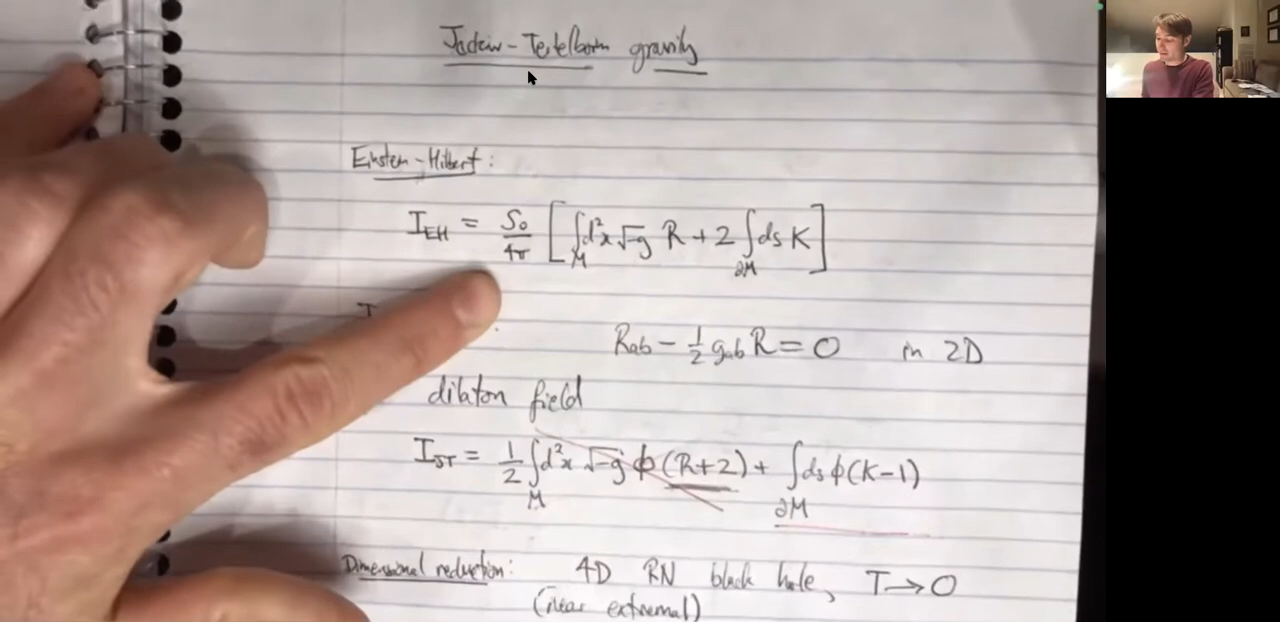 Jackiw-Teitelboim gravity
Einstein-Hilbert:
I_EH = S₀/4π [∫_M d²x √-g R + 2 ∫_∂M ds K]
R_ab - 1/2 g_ab R = 0 in 2D
dilaton field
I_JT = 1/2 ∫_M d²x √-g ϕ (R+2) + ∫_∂M ds ϕ (K-1)
Dimensional reduction: 4D RN black hole, T→0
(near extremal)